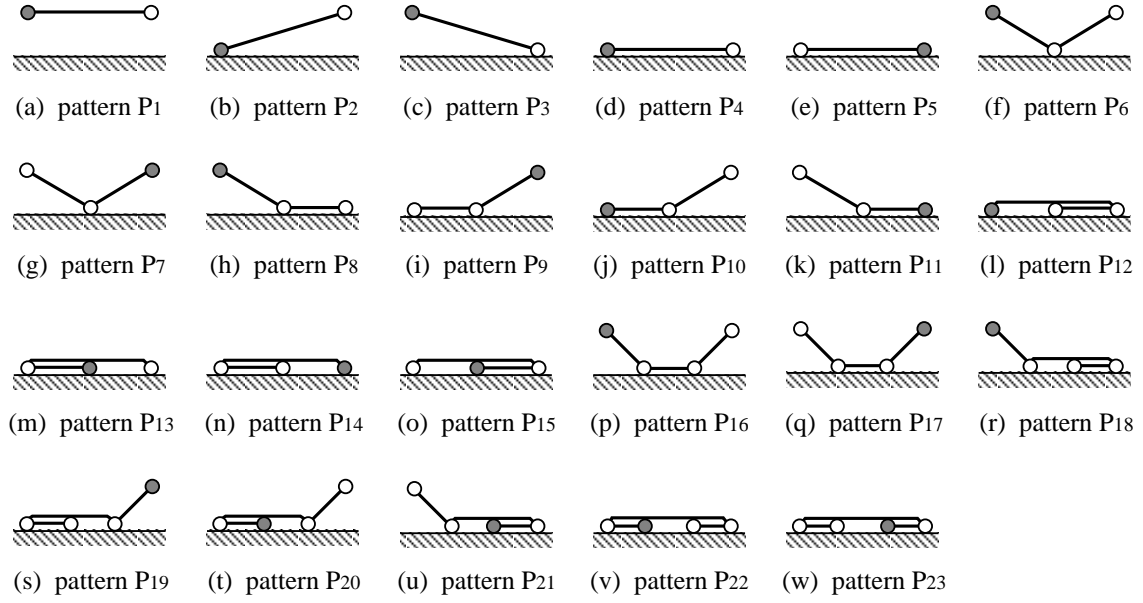 (a) pattern P1 (b) pattern P2 (c) pattern P3 (d) pattern P4 (e) pattern P5 (f) pattern P6
(g) pattern P7 (h) pattern P8 (i) pattern P9 (j) pattern P10 (k) pattern P11 (l) pattern P12
(m) pattern P13 (n) pattern P14 (o) pattern P15 (p) pattern P16 (q) pattern P17 (r) pattern P18
(s) pattern P19 (t) pattern P20 (u) pattern P21 (v) pattern P22 (w) pattern P23